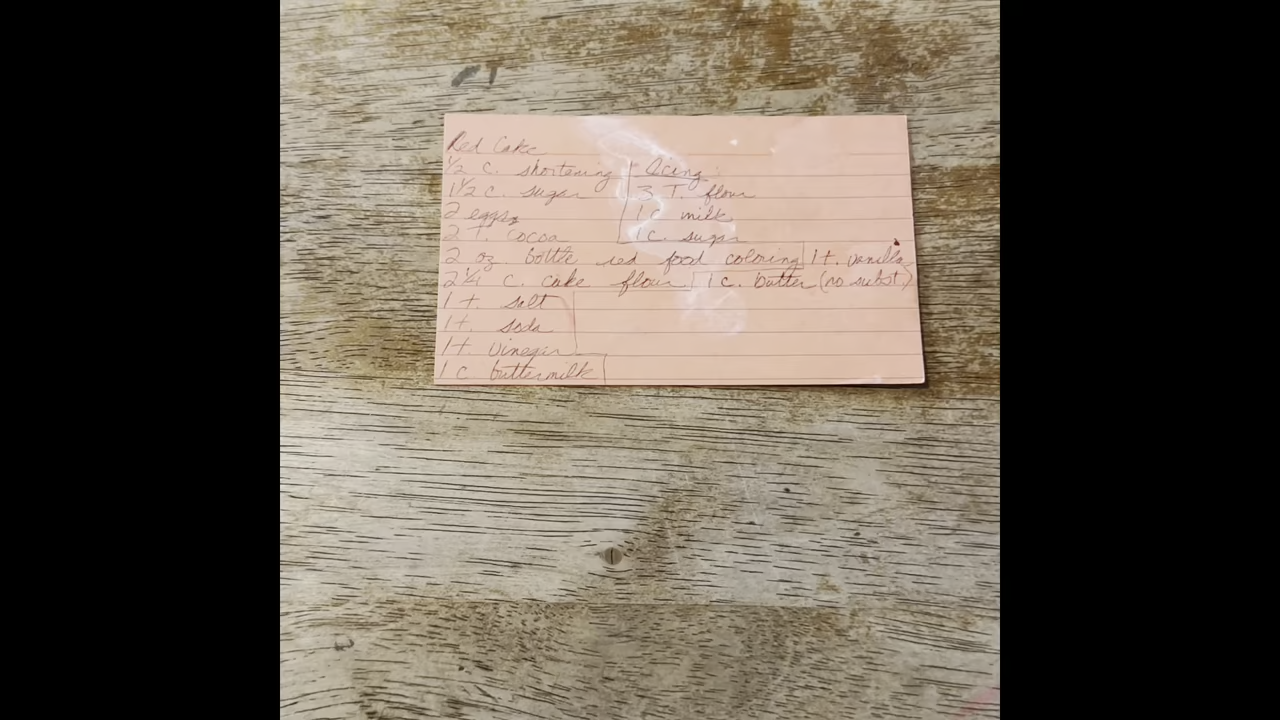 Red Cake
1/2 c. shortening
1 1/2 c. sugar
2 eggs
2 T. cocoa
2 oz. bottle red food coloring
2 1/4 c. cake flour
1 t. salt
1 t. soda
1 t. vinegar
1 c buttermilk
Icing
3 T. flour
1 c milk
1 c. sugar
1 t. vanilla
1 c. butter (no subst.)